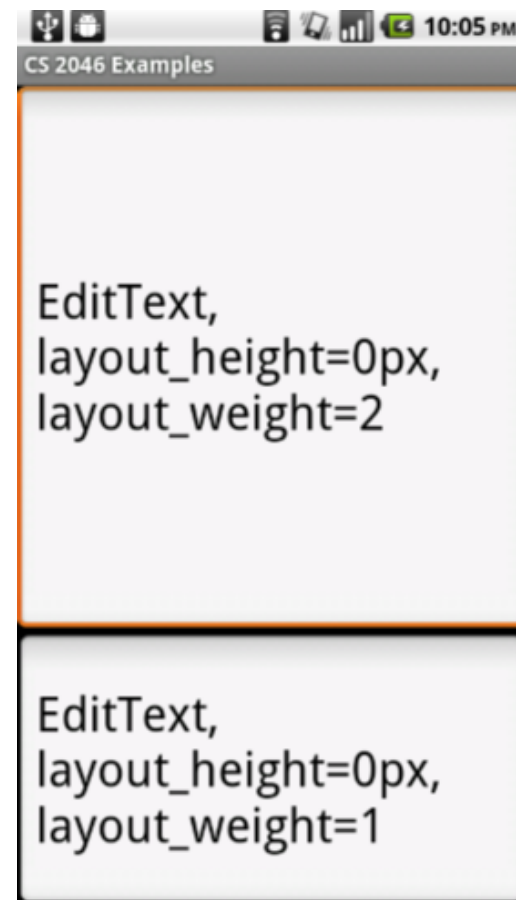 10:05 PM
CS 2046 Examples
EditText,
layout_height=0px,
layout_weight=2
EditText,
layout_height=0px,
layout_weight=1